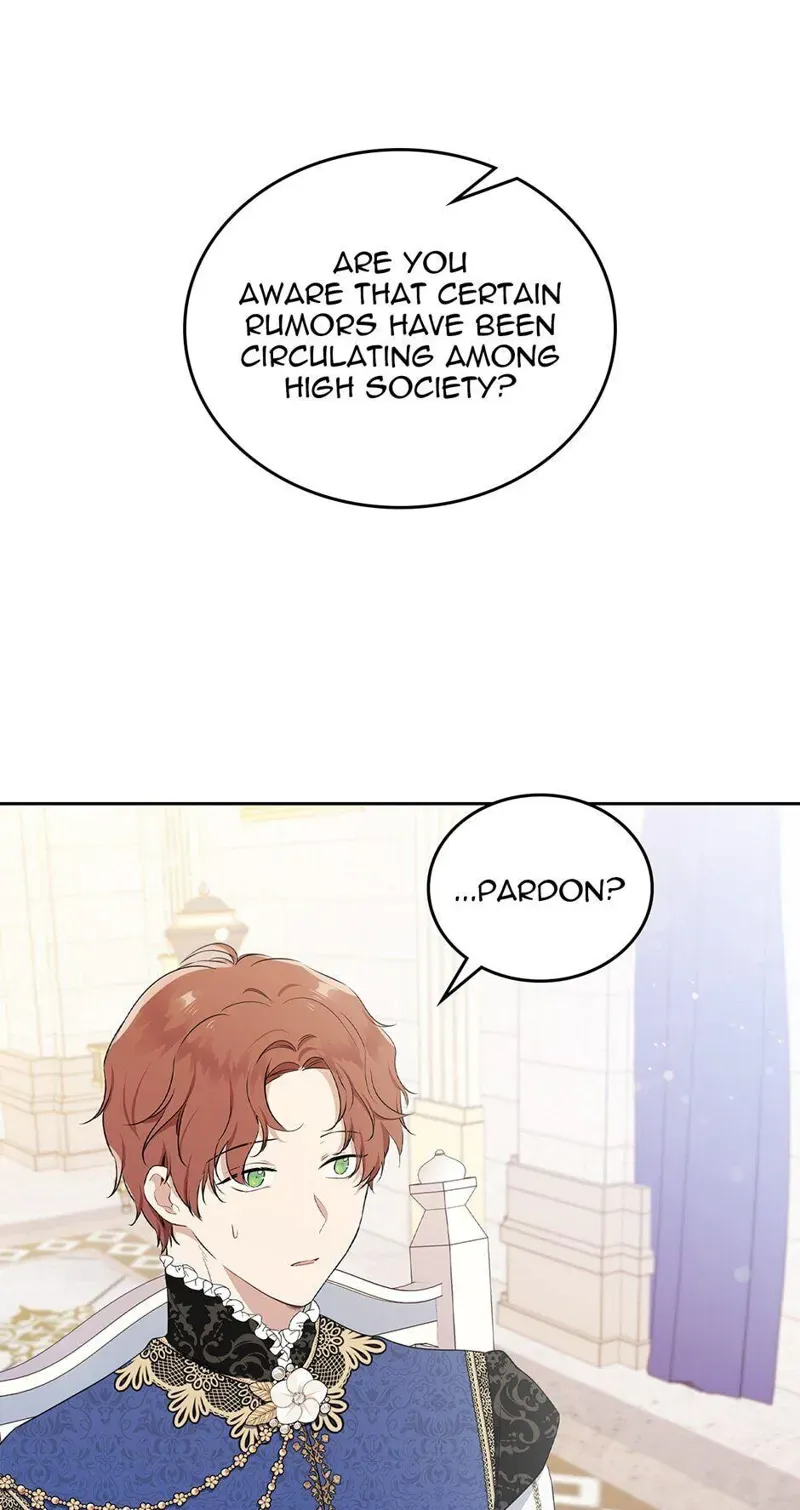 ARE YOU
AWARE THAT CERTAIN
RUMORS HAVE BEEN
CIRCULATING AMONG
HIGH SOCIETY?
...PARDON?